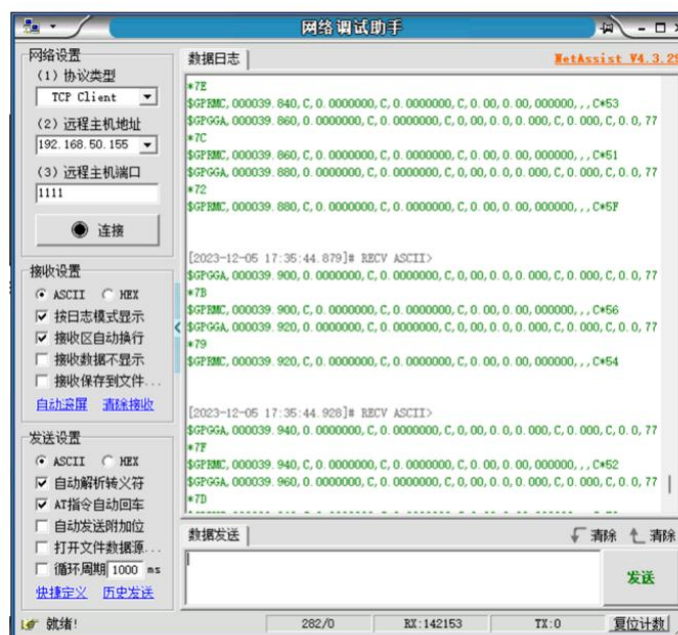 网络调试助手
网络设置
(1) 协议类型
TCP Client
(2) 远程主机地址
192.168.50.155
(3) 远程主机端口
1111
连接
接收设置
ASCII HEX
按日志模式显示
接收区自动换行
接收数据不显示
接收保存到文件...
自动滚屏 清除接收
发送设置
ASCII HEX
自动解析转义符
AT指令自动回车
自动发送附加位
打开文件数据源...
循环周期 1000 ms
快捷定义 历史发送
数据日志
NetAssist V4.3.29
*7E
$GPRMC,000039.840,C,0.0000000,C,0.0000000,C,0.00,0.00,000000,,,C*53
$GPGGA,000039.860,0.0000000,C,0.0000000,C,0,00,0.0,0.000,C,0.000,C,0.0,77
*7C
$GPRMC,000039.860,C,0.0000000,C,0.0000000,C,0.00,0.00,000000,,,C*51
$GPGGA,000039.880,0.0000000,C,0.0000000,C,0,00,0.0,0.000,C,0.000,C,0.0,77
*72
$GPRMC,000039.880,C,0.0000000,C,0.0000000,C,0.00,0.00,000000,,,C*5F
[2023-12-05 17:35:44.879]# RECV ASCII>
$GPGGA,000039.900,0.0000000,C,0.0000000,C,0,00,0.0,0.000,C,0.000,C,0.0,77
*7B
$GPRMC,000039.900,C,0.0000000,C,0.0000000,C,0.00,0.00,000000,,,C*56
$GPGGA,000039.920,0.0000000,C,0.0000000,C,0,00,0.0,0.000,C,0.000,C,0.0,77
*79
$GPRMC,000039.920,C,0.0000000,C,0.0000000,C,0.00,0.00,000000,,,C*54
[2023-12-05 17:35:44.928]# RECV ASCII>
$GPGGA,000039.940,0.0000000,C,0.0000000,C,0,00,0.0,0.000,C,0.000,C,0.0,77
*7F
$GPRMC,000039.940,C,0.0000000,C,0.0000000,C,0.00,0.00,000000,,,C*52
$GPGGA,000039.960,0.0000000,C,0.0000000,C,0,00,0.0,0.000,C,0.000,C,0.0,77
*7D
数据发送
清除 清除
发送
就绪! 282/0 RX:142153 TX:0 复位计数